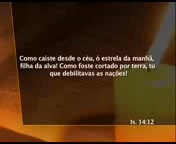 Como caíste desde o céu, ó estrela da manhã,
filha da alva! Como foste cortado por terra, tu
que debilitavas as nações!
Is. 14:12